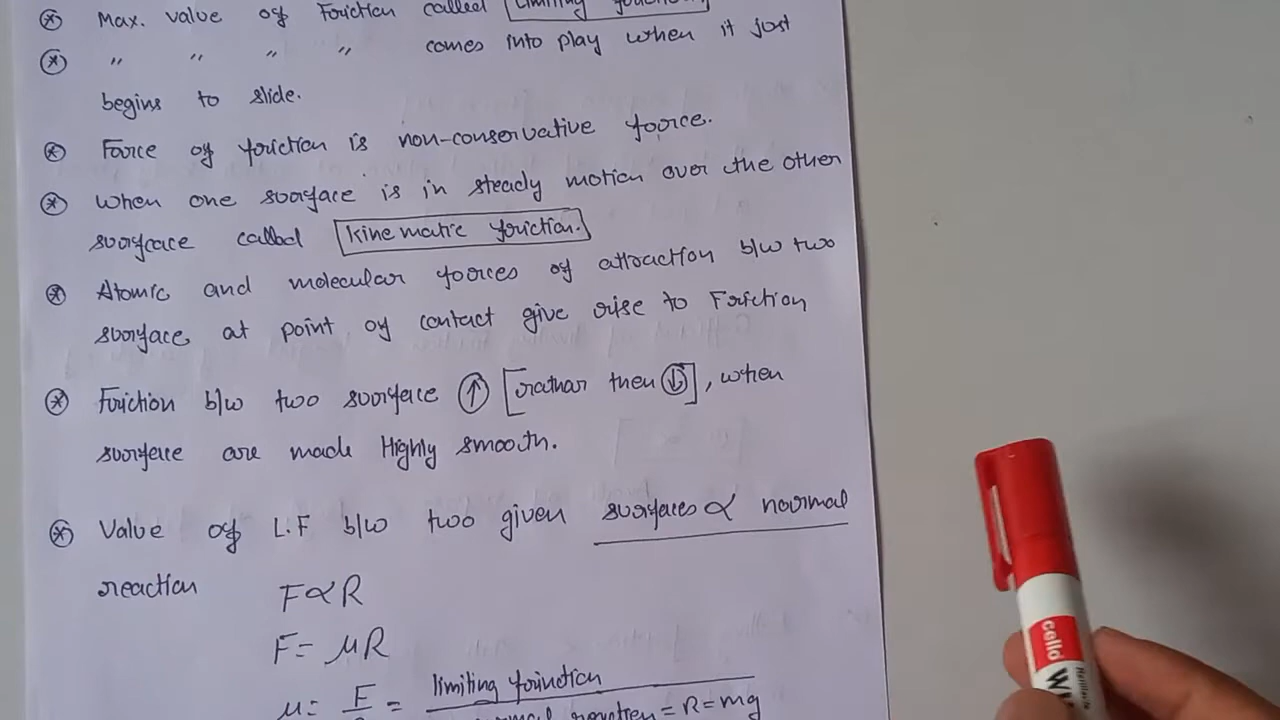 Max. value of Friction called Limiting friction
" " " " comes into play when it just
begins to slide.
Force of friction is non-conservative force.
When one surface is in steady motion over the other
surface called kinematic friction.
Atomic and molecular forces of attraction b/w two
surface at point of contact give rise to Friction
Friction b/w two surface ↑ [rathar then ↓], when
surface are made Highly smooth.
Value of L.F b/w two given surfaces ∝ normal
reaction
F∝R
F= μR
μ= F = limiting friction
= R=mg
cello